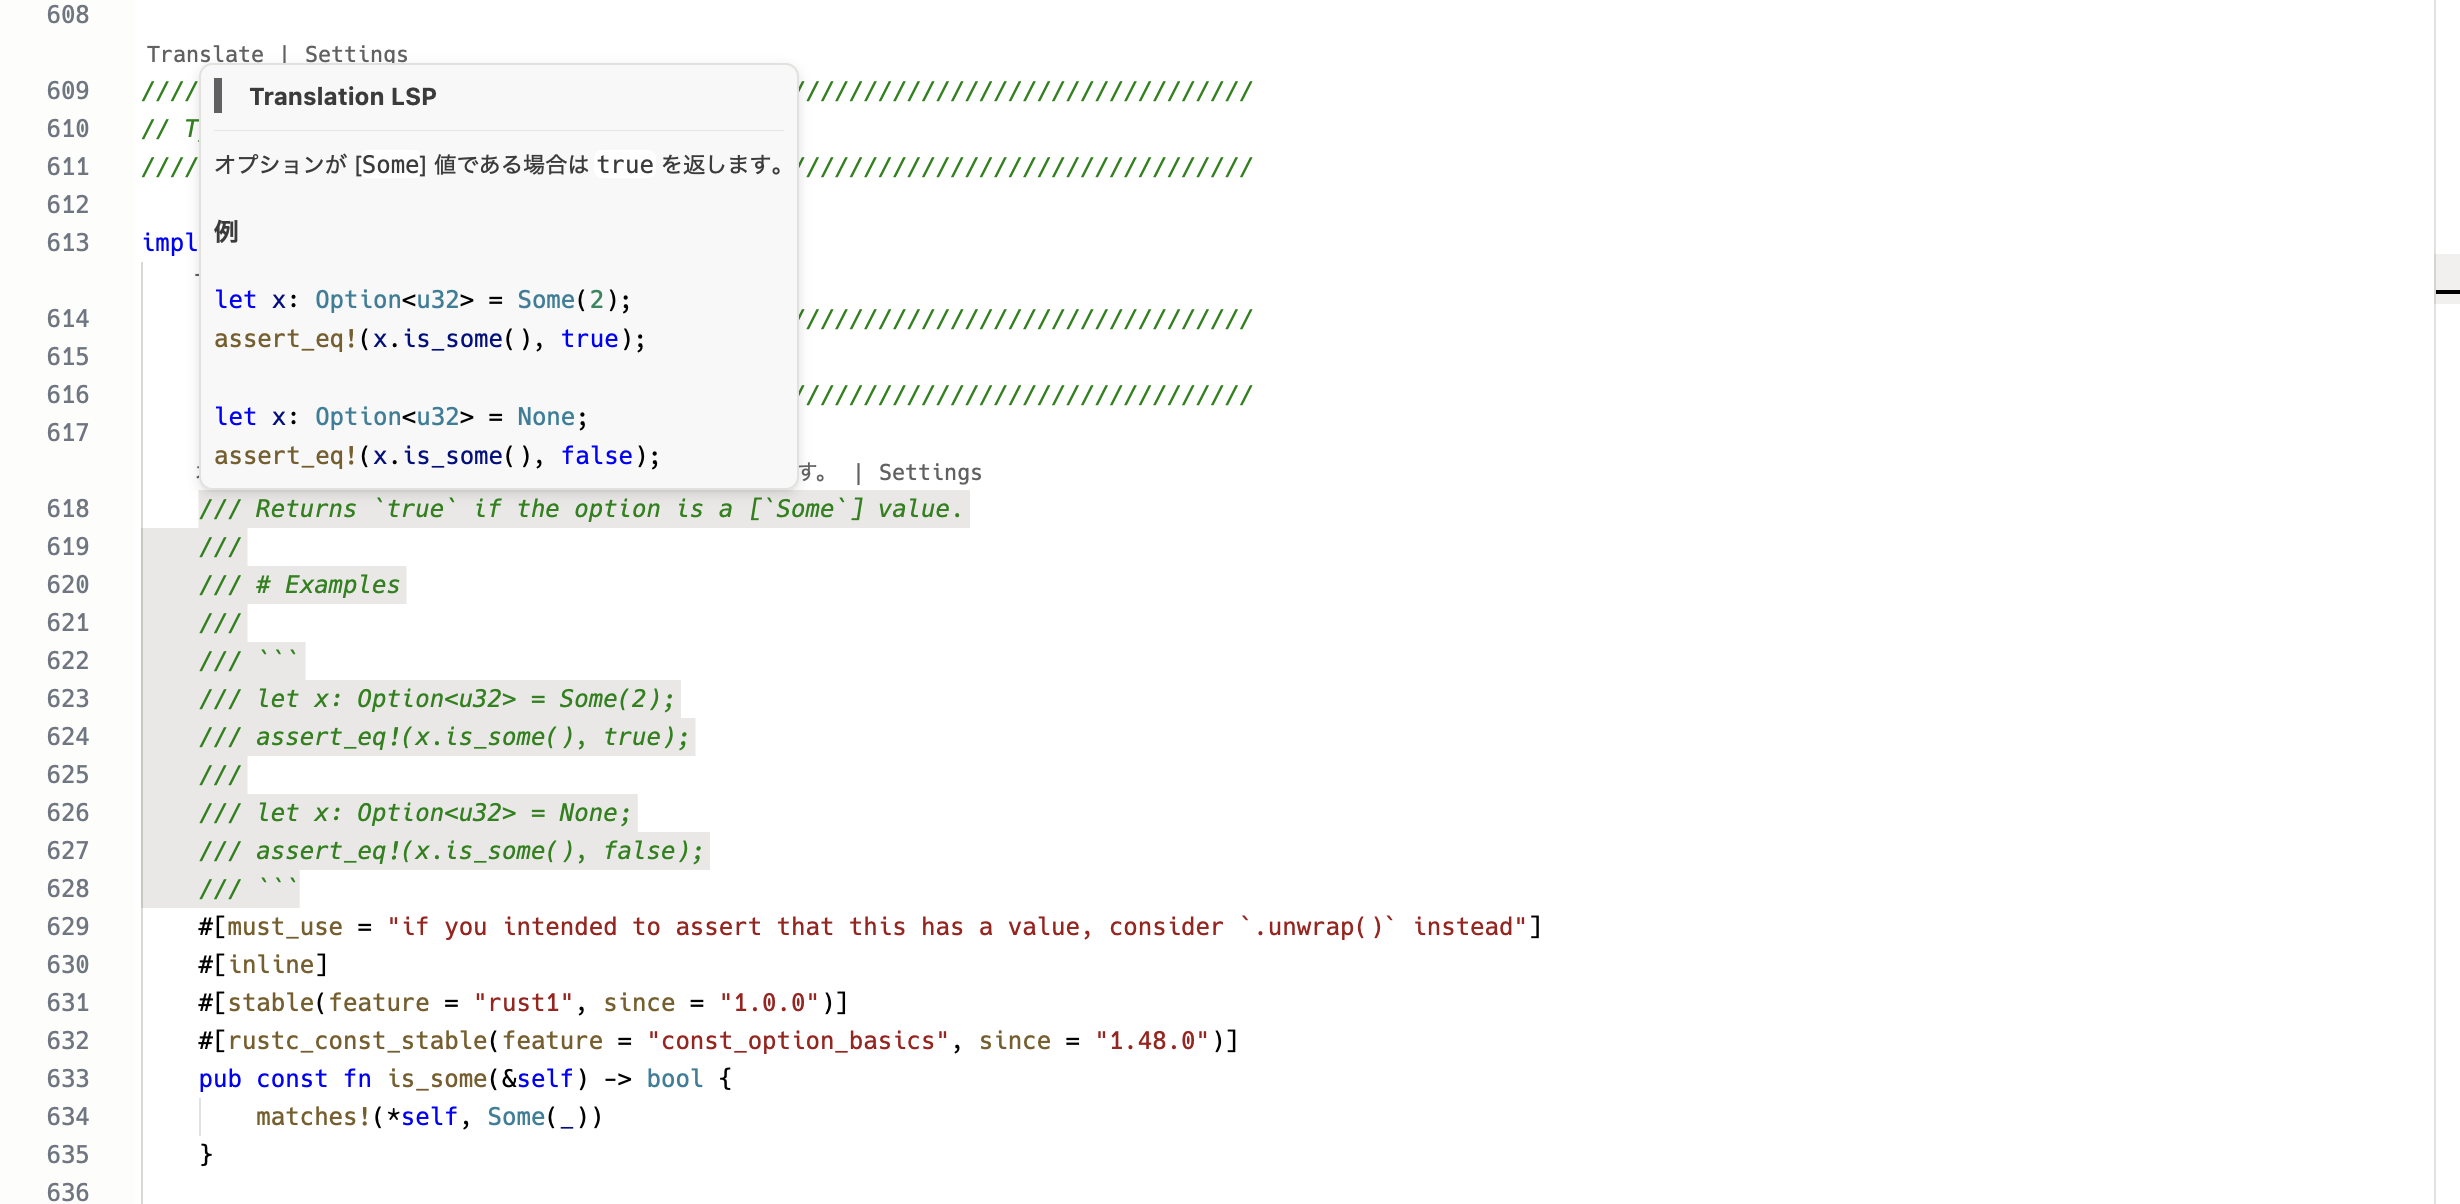 608
Translate | Settings
609 //// ///////////////////////////////
Translation LSP
610 //
611 //// ///////////////////////////////
オプションが [Some] 値である場合は true を返します。
612
例
613 impl
let x: Option<u32> = Some(2);
614 ///////////////////////////////
assert_eq!(x.is_some(), true);
615
616 ///////////////////////////////
let x: Option<u32> = None;
617
assert_eq!(x.is_some(), false);
す。 | Settings
618 /// Returns `true` if the option is a [`Some`] value.
619 ///
620 /// # Examples
621 ///
622 /// ```
623 /// let x: Option<u32> = Some(2);
624 /// assert_eq!(x.is_some(), true);
625 ///
626 /// let x: Option<u32> = None;
627 /// assert_eq!(x.is_some(), false);
628 /// ```
629 #[must_use = "if you intended to assert that this has a value, consider `.unwrap()` instead"]
630 #[inline]
631 #[stable(feature = "rust1", since = "1.0.0")]
632 #[rustc_const_stable(feature = "const_option_basics", since = "1.48.0")]
633 pub const fn is_some(&self) -> bool {
634 matches!(*self, Some(_))
635 }
636